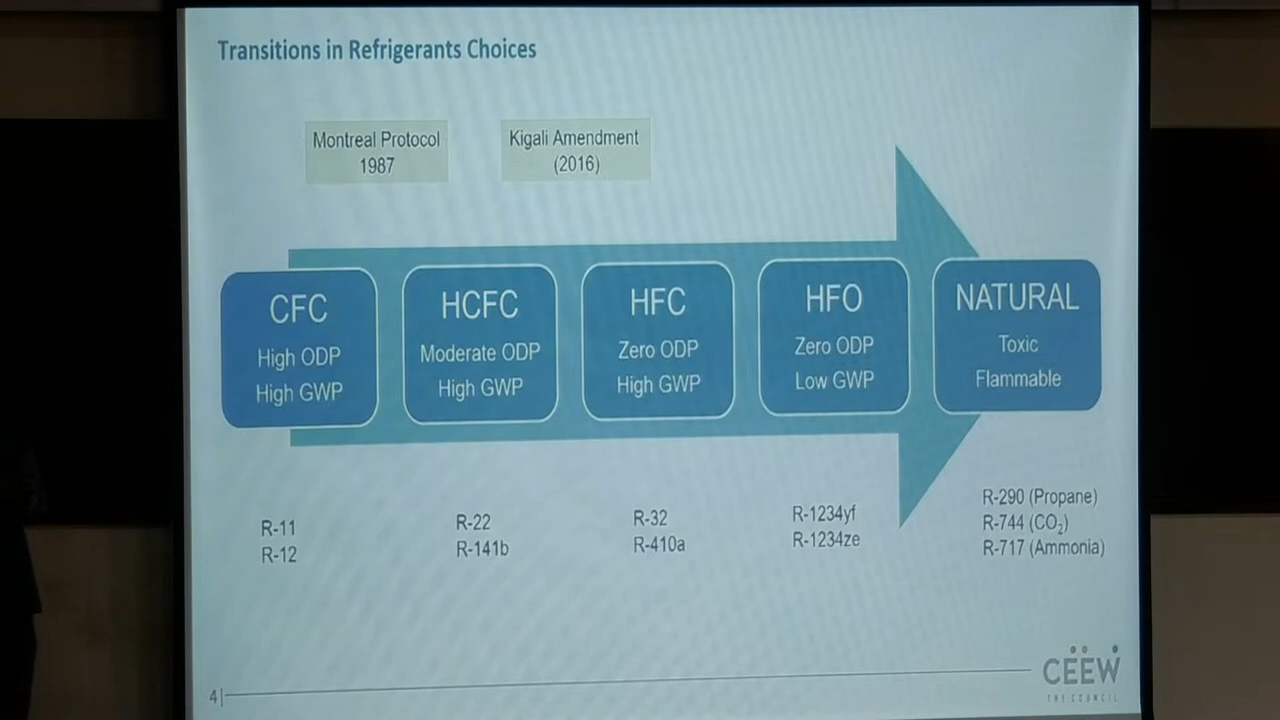 Transitions in Refrigerants Choices
Montreal Protocol
1987
Kigali Amendment
(2016)
CFC
High ODP
High GWP
HCFC
Moderate ODP
High GWP
HFC
Zero ODP
High GWP
HFO
Zero ODP
Low GWP
NATURAL
Toxic
Flammable
R-11
R-12
R-22
R-141b
R-32
R-410a
R-1234yf
R-1234ze
R-290 (Propane)
R-744 (CO₂)
R-717 (Ammonia)
4|
CEEW
THE COUNCIL